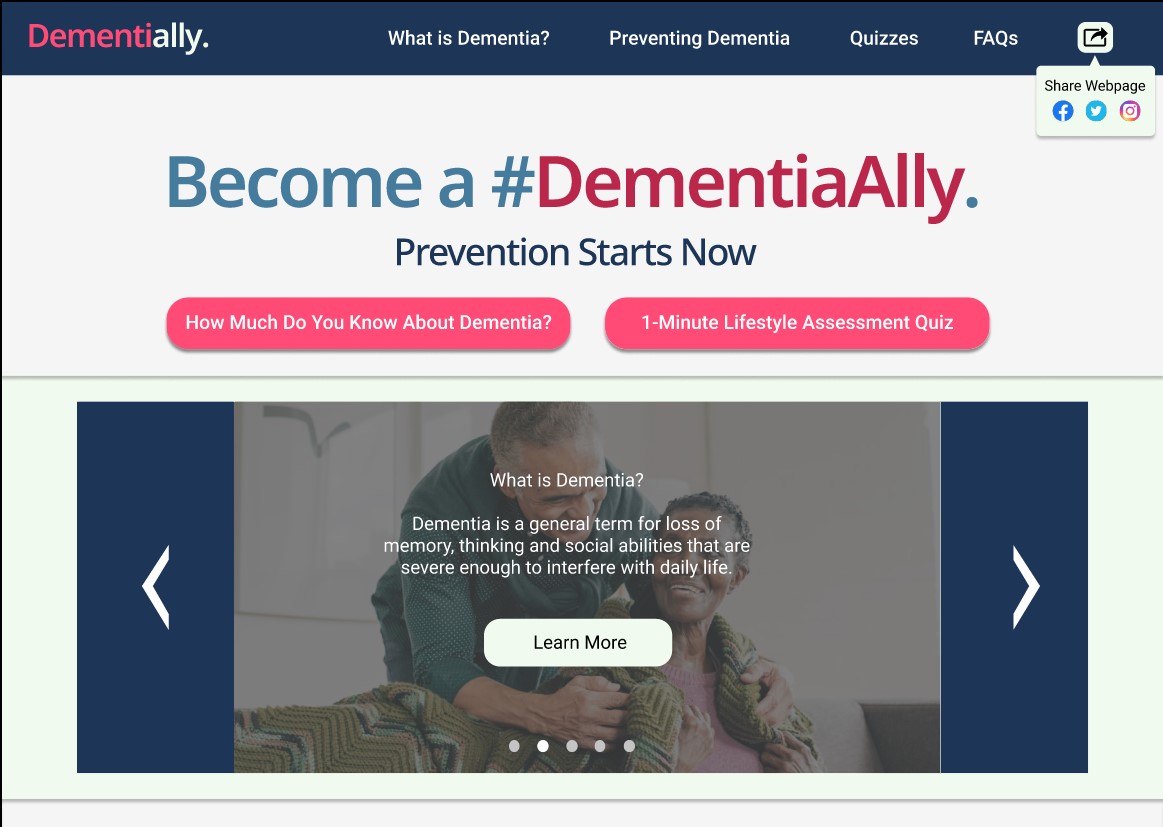 Dementially.
What is Dementia?
Preventing Dementia
Quizzes
FAQs
Share Webpage
Become a #DementiaAlly.
Prevention Starts Now
How Much Do You Know About Dementia?
1-Minute Lifestyle Assessment Quiz
What is Dementia?
Dementia is a general term for loss of
memory, thinking and social abilities that are
severe enough to interfere with daily life.
Learn More